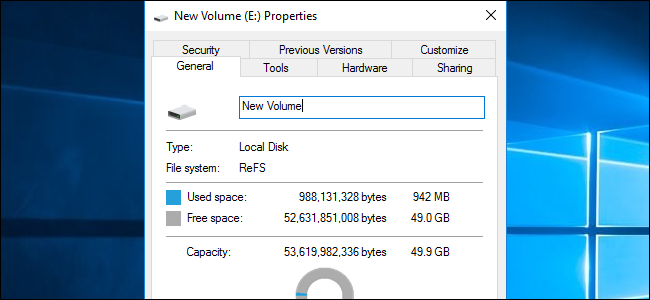 New Volume (E:) Properties
Security Previous Versions Customize
General Tools Hardware Sharing
New Volume
Type: Local Disk
File system: ReFS
Used space: 988,131,328 bytes 942 MB
Free space: 52,631,851,008 bytes 49.0 GB
Capacity: 53,619,982,336 bytes 49.9 GB